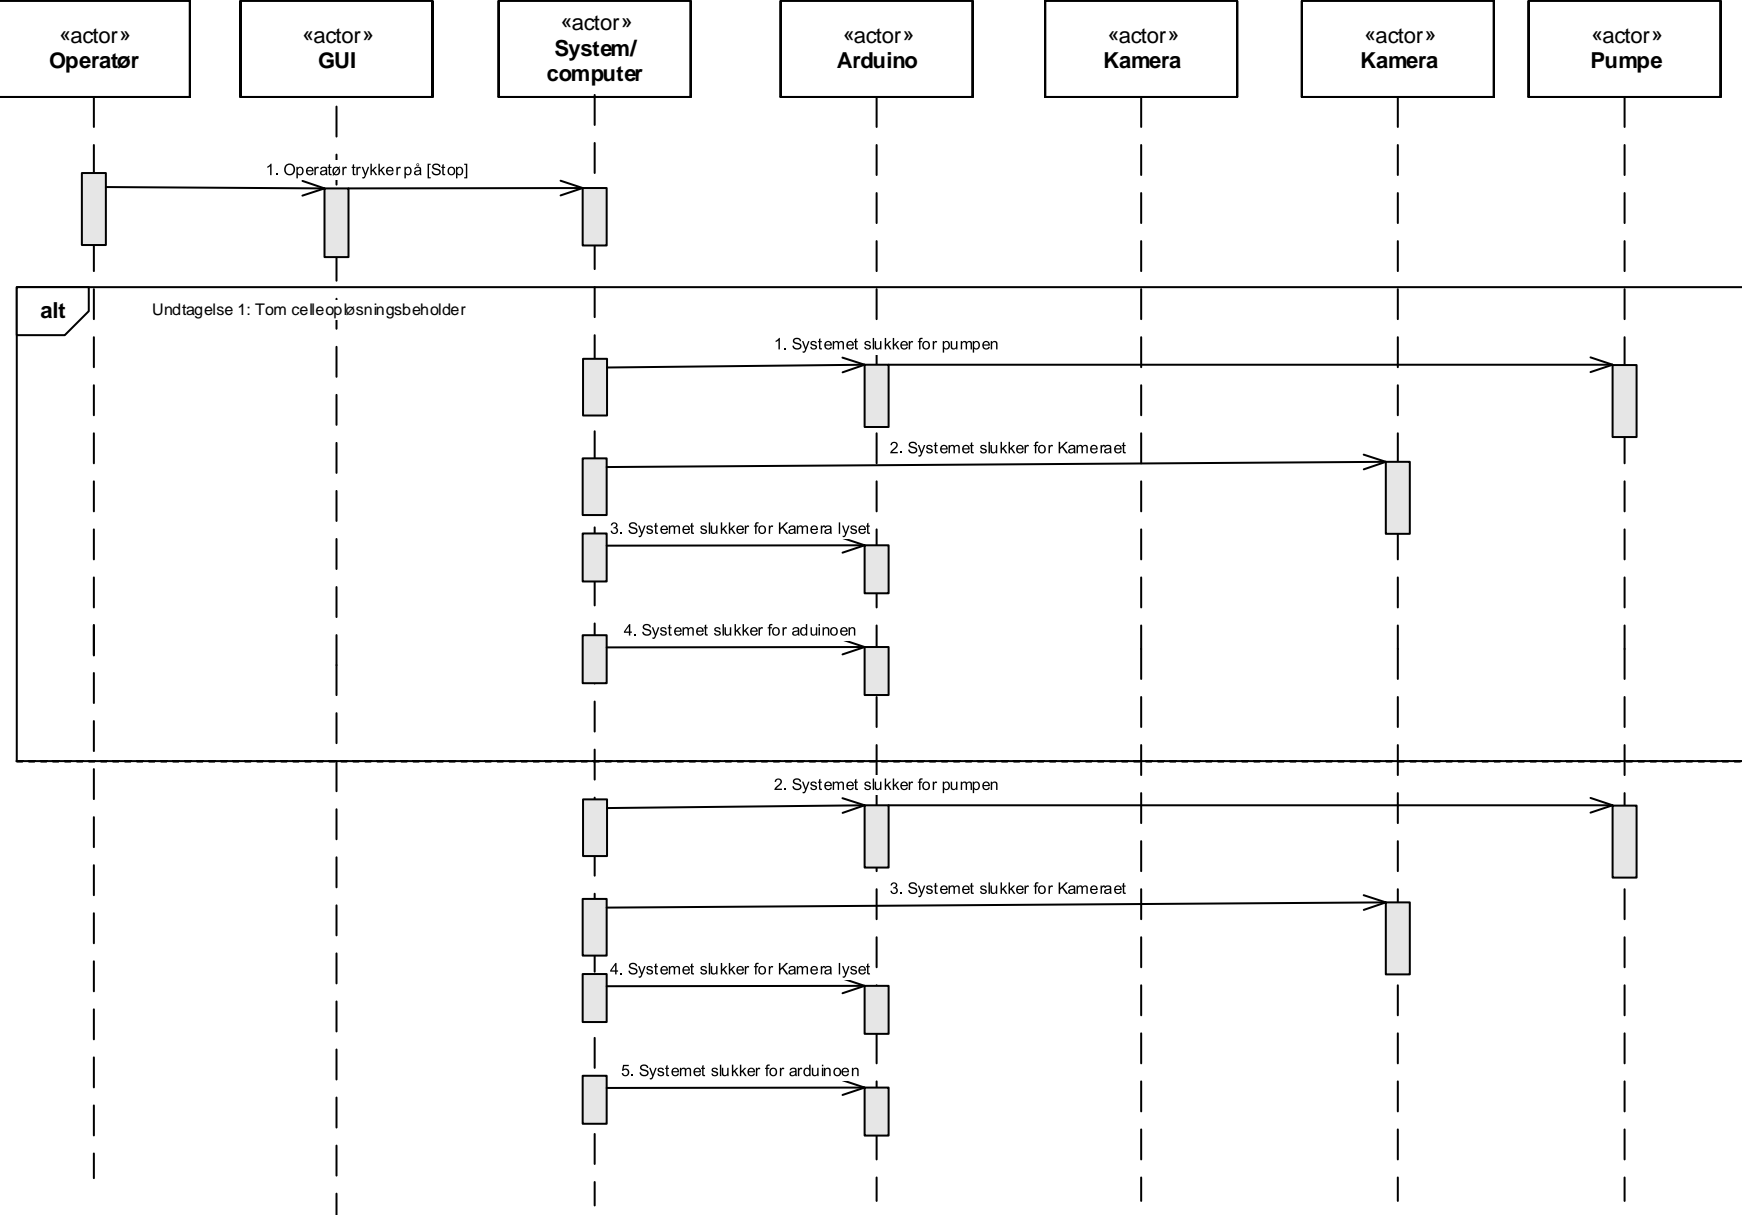 «actor»
Operatør
«actor»
GUI
«actor»
System/
computer
«actor»
Arduino
«actor»
Kamera
«actor»
Kamera
«actor»
Pumpe
1. Operatør trykker på [Stop]
alt
Undtagelse 1: Tom celleopløsningsbeholder
1. Systemet slukker for pumpen
2. Systemet slukker for Kameraet
3. Systemet slukker for Kamera lyset
4. Systemet slukker for aduinoen
2. Systemet slukker for pumpen
3. Systemet slukker for Kameraet
4. Systemet slukker for Kamera lyset
5. Systemet slukker for arduinoen